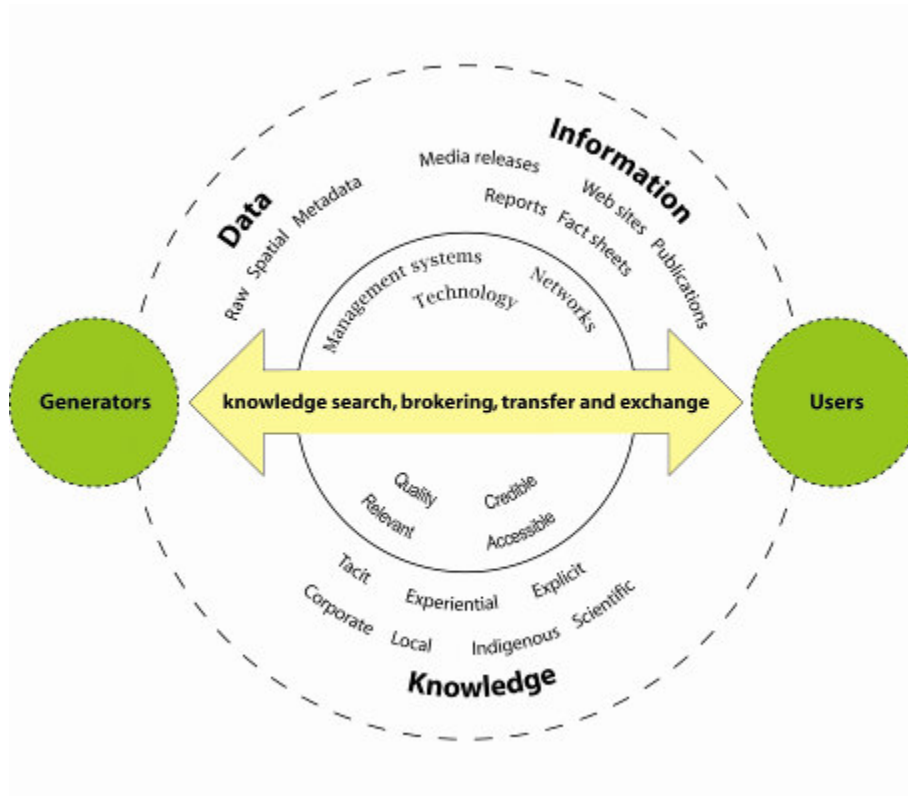 Information
Data
Media releases
Web sites
Metadata
Reports
Fact sheets
Spatial
Publications
Raw
Management systems
Networks
Technology
Generators
knowledge search, brokering, transfer and exchange
Users
Quality
Credible
Relevant
Accessible
Tacit
Experiential
Explicit
Corporate
Local
Indigenous
Scientific
Knowledge